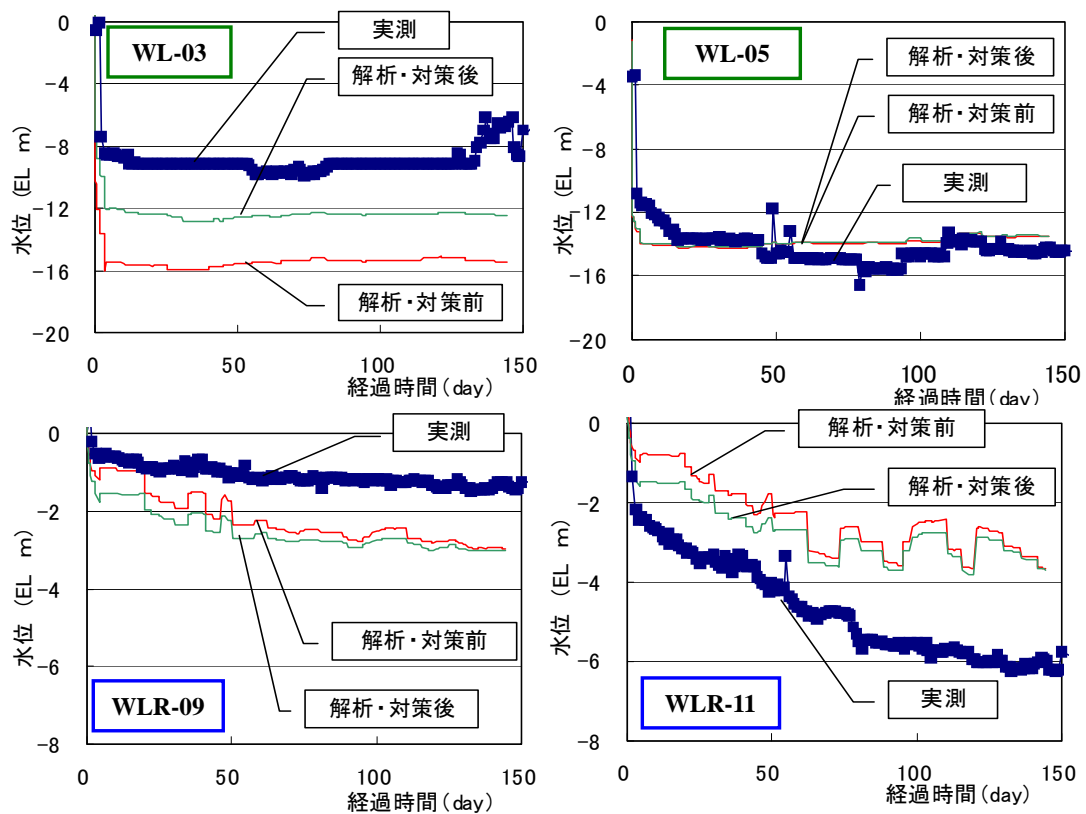 WL-03
実測
解析・対策後
解析・対策前
0
-4
-8
-12
-16
-20
水位 (EL m)
0
50
100
150
経過時間(day)
WL-05
解析・対策後
解析・対策前
実測
0
-4
-8
-12
-16
-20
水位 (EL m)
0
50
100
150
経過時間(day)
WLR-09
実測
解析・対策前
解析・対策後
0
-2
-4
-6
-8
水位 (EL m)
0
50
100
150
経過時間(day)
WLR-11
解析・対策前
解析・対策後
実測
0
-2
-4
-6
-8
水位 (EL m)
0
50
100
150
経過時間(day)